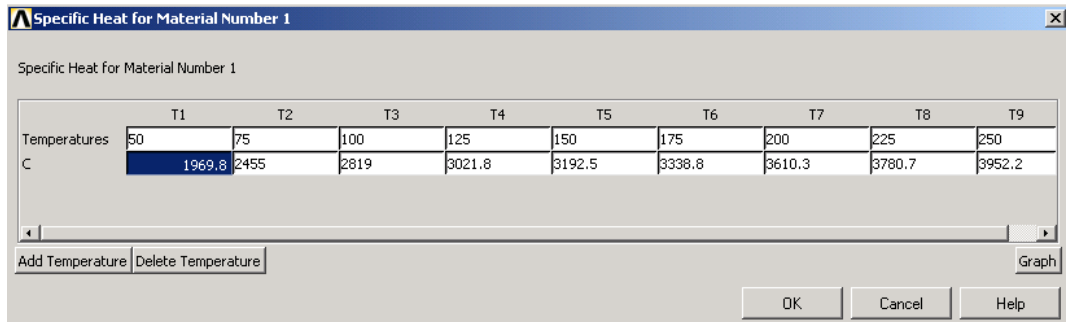 Specific Heat for Material Number 1
Specific Heat for Material Number 1
T1 T2 T3 T4 T5 T6 T7 T8 T9
Temperatures 50 75 100 125 150 175 200 225 250
C 1969.8 2455 2819 3021.8 3192.5 3338.8 3610.3 3780.7 3952.2
Add Temperature Delete Temperature Graph
OK Cancel Help